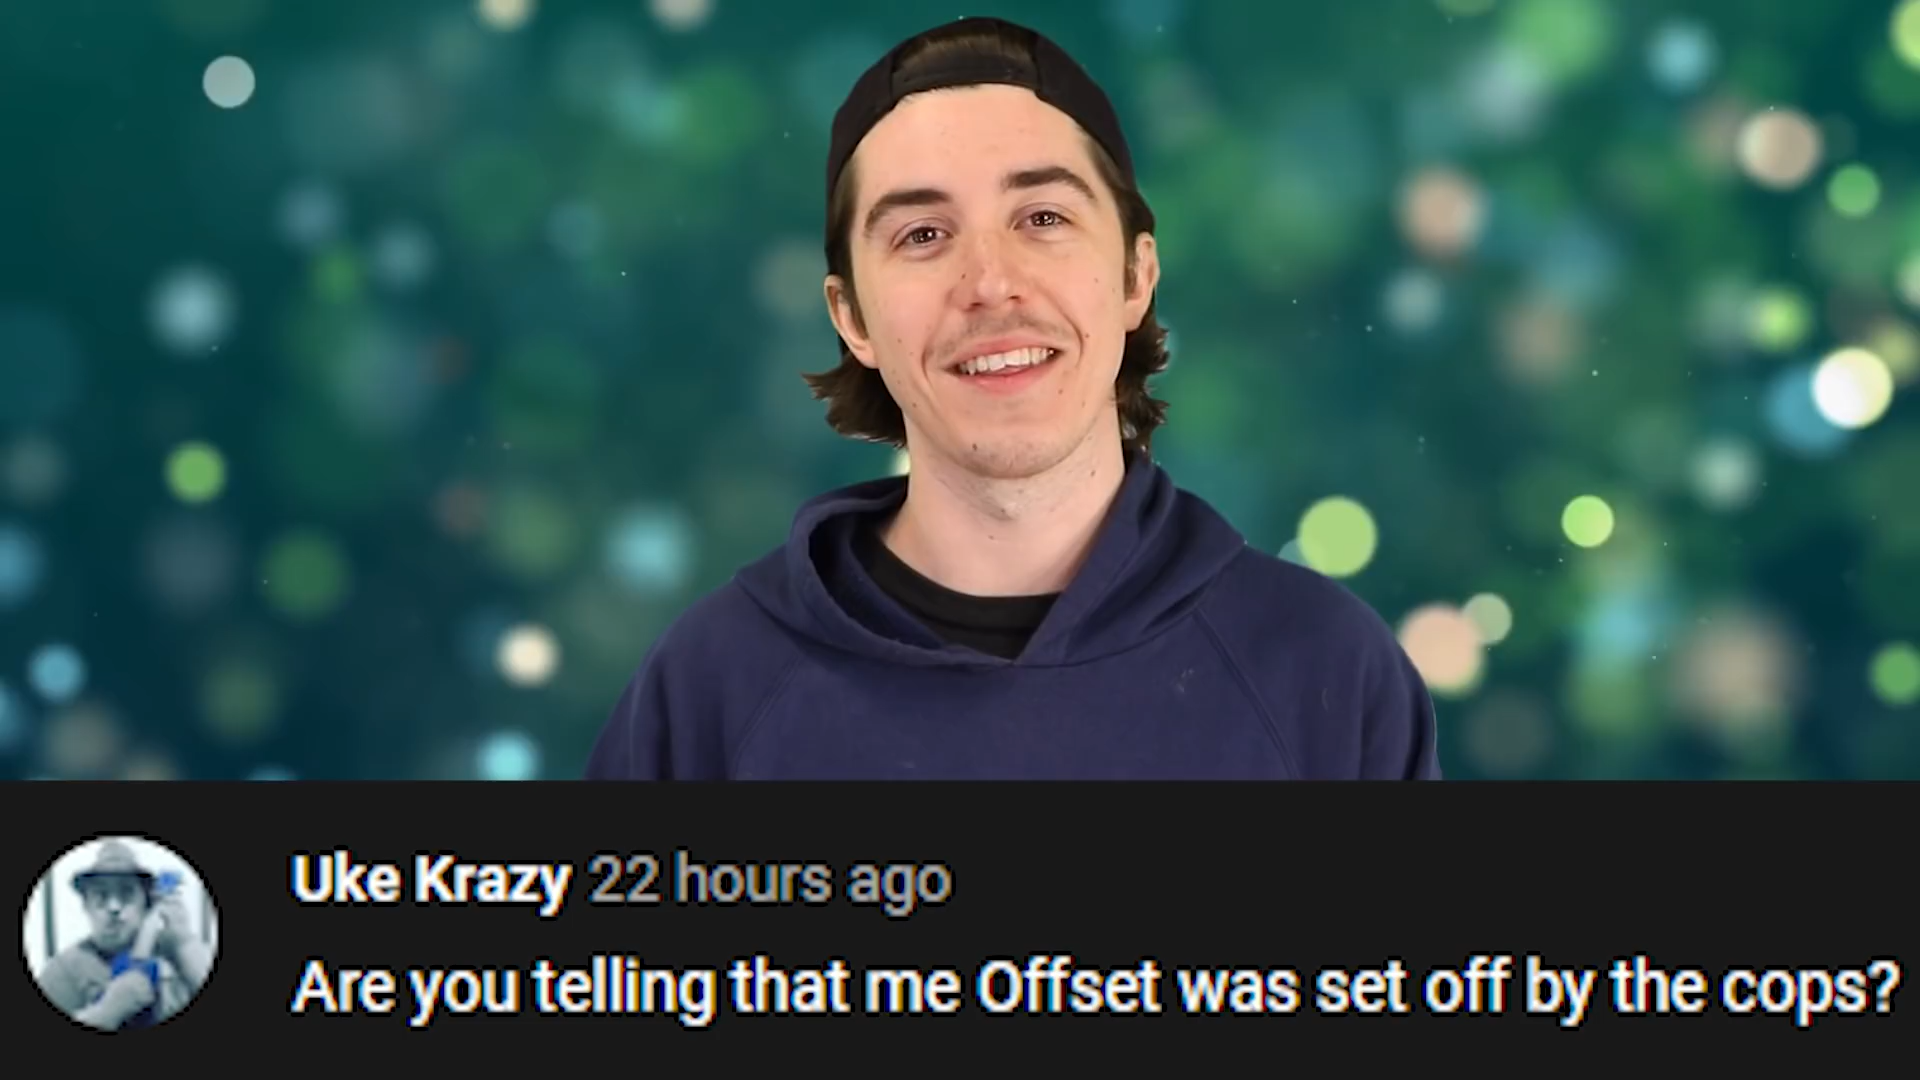 Uke Krazy 22 hours ago
Are you telling that me Offset was set off by the cops?